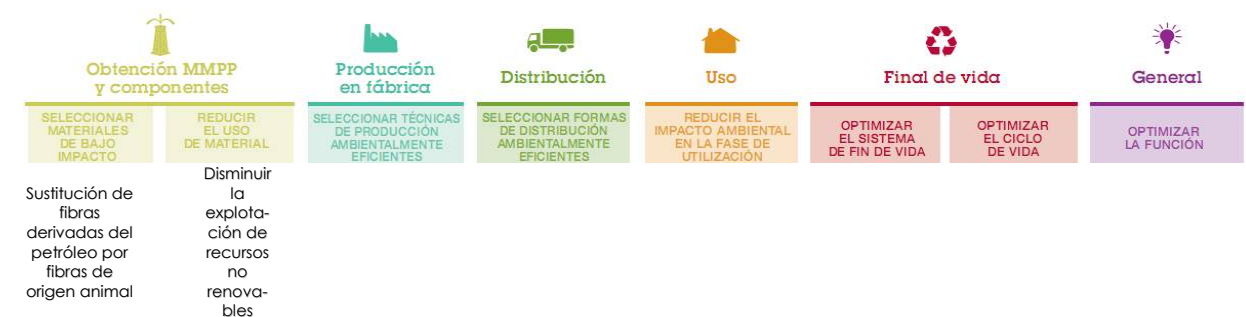 Obtención MMPP
y componentes
SELECCIONAR
MATERIALES
DE BAJO
IMPACTO
Sustitución de
fibras
derivadas del
petróleo por
fibras de
origen animal
REDUCIR
EL USO
DE MATERIAL
Disminuir
la
explota-
ción de
recursos
no
renova-
bles
Producción
en fábrica
SELECCIONAR TÉCNICAS
DE PRODUCCIÓN
AMBIENTALMENTE
EFICIENTES
Distribución
SELECCIONAR FORMAS
DE DISTRIBUCIÓN
AMBIENTALMENTE
EFICIENTES
Uso
REDUCIR EL
IMPACTO AMBIENTAL
EN LA FASE DE
UTILIZACIÓN
Final de vida
OPTIMIZAR
EL SISTEMA
DE FIN DE VIDA
OPTIMIZAR
EL CICLO
DE VIDA
General
OPTIMIZAR
LA FUNCIÓN